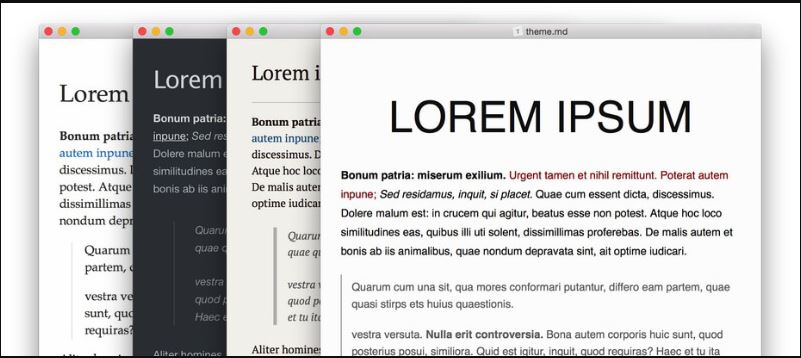 Lorem
Bonum patria
autem inpune
discessimus.
potest. Atque
dissimillimas
nondum depr
Quarum
partem,
vestra ve
sunt, quo
requiras?
Lorem
Bonum patria:
inpune; Sed res
Dolere malum e
similitudines ea
bonis ab iis ani
Quarum
quae q
vestra
quod p
Haec e
Aliter homines
Lorem i
Bonum patria:
autem inpune
discessimus. D
Atque hoc loc
De malis autem
optime iudicar
Quarum
quae qu
vestra v
quod po
et tu ita
Aliter homines
theme.md
LOREM IPSUM
Bonum patria: miserum exilium. Urgent tamen et nihil remittunt. Poterat autem
inpune; Sed residamus, inquit, si placet. Quae cum essent dicta, discessimus.
Dolere malum est: in crucem qui agitur, beatus esse non potest. Atque hoc loco
similitudines eas, quibus illi uti solent, dissimillimas proferebas. De malis autem et
bonis ab iis animalibus, quae nondum depravata sint, ait optime iudicari.
Quarum cum una sit, qua mores conformari putantur, differo eam partem, quae
quasi stirps ets huius quaestionis.
vestra versuta. Nulla erit controversia. Bona autem corporis huic sunt, quod
posterius posui, similiora. Quid est igitur, inquit, quod requiras? Haec et tu ita